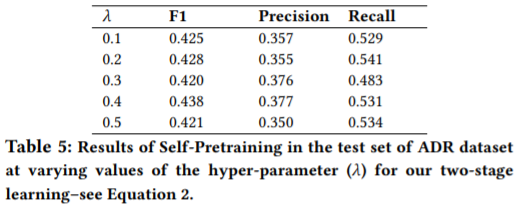 λ F1 Precision Recall
0.1 0.425 0.357 0.529
0.2 0.428 0.355 0.541
0.3 0.420 0.376 0.483
0.4 0.438 0.377 0.531
0.5 0.421 0.350 0.534
Table 5: Results of Self-Pretraining in the test set of ADR dataset
at varying values of the hyper-parameter (λ) for our two-stage
learning–see Equation 2.